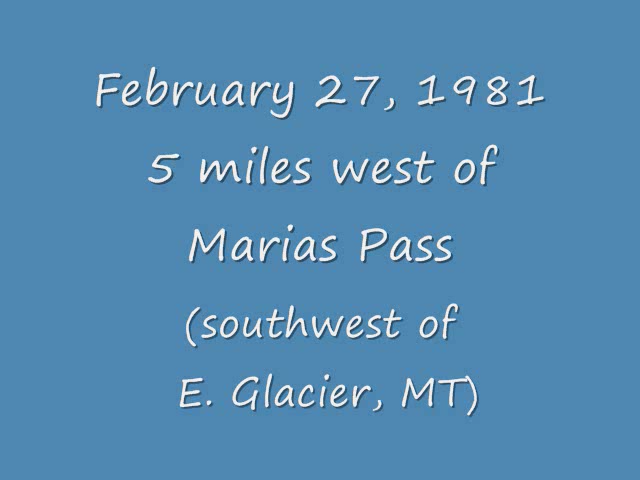 February 27, 1981
5 miles west of
Marias Pass
(southwest of
E. Glacier, MT)